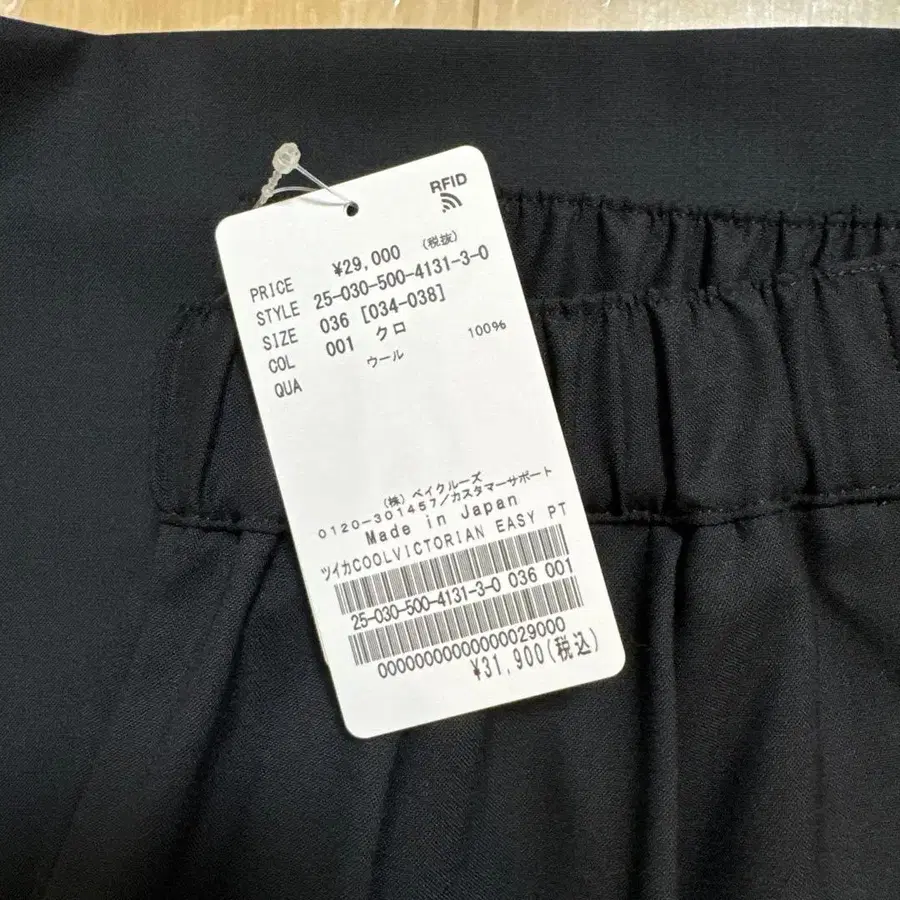 RFID
PRICE ¥29,000 (税抜)
STYLE 25-030-500-4131-3-0
SIZE 036 [034-038]
COL 001 クロ
QUA ウール 100%
(株) ベイクルーズ
0120-301457/カスタマーサポート
Made in Japan
ツイカCOOLVICTORIAN EASY PT
25-030-500-4131-3-0 036 001
00000000000000029000
¥31,900(税込)